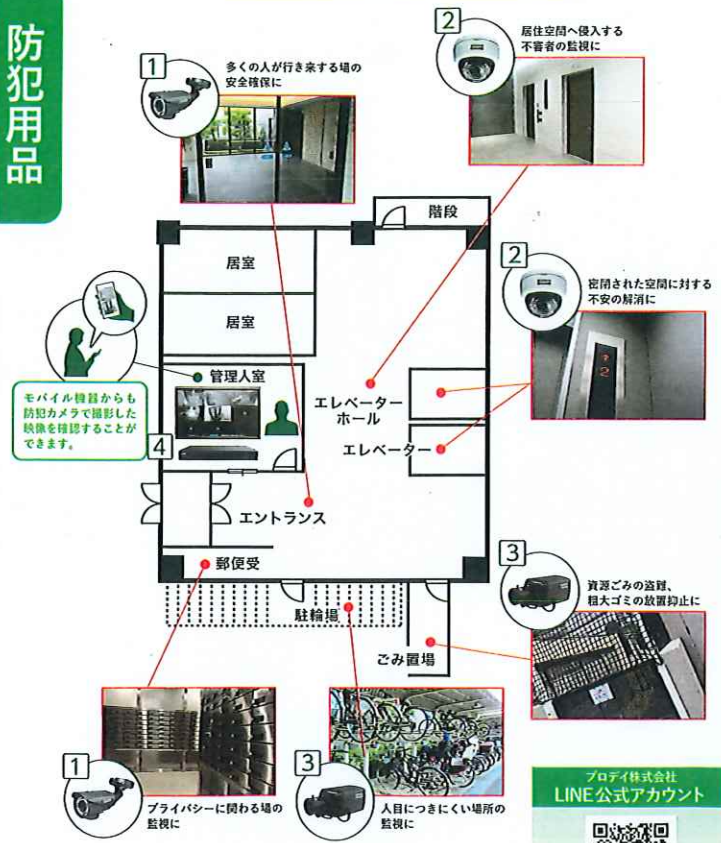 防犯用品
1
多くの人が行き来する場の
安全確保に
2
居住空間へ侵入する
不審者の監視に
階段
居室
居室
2
密閉された空間に対する
不安の解消に
2
管理人室
モバイル機器からも
防犯カメラで撮影した
映像を確認することが
できます。
4
エレベーター
ホール
エレベーター
エントランス
郵便受
駐輪場
ごみ置場
3
資源ごみの盗難、
粗大ゴミの放置抑止に
1
プライバシーに関わる場の
監視に
3
人目につきにくい場所の
監視に
プロデイ株式会社
LINE公式アカウント